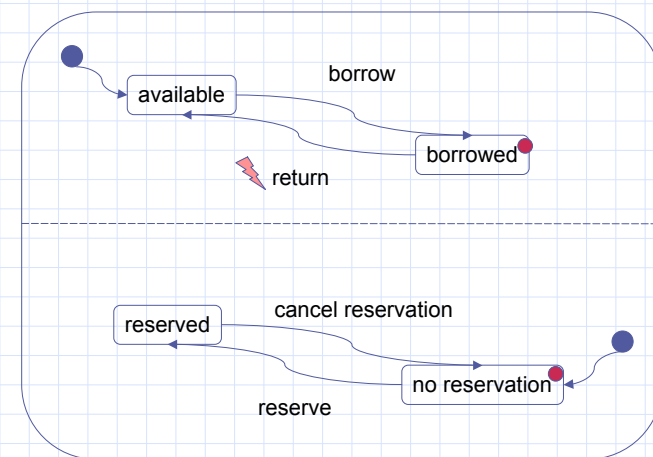 borrow
available
borrowed
return
cancel reservation
reserved
no reservation
reserve